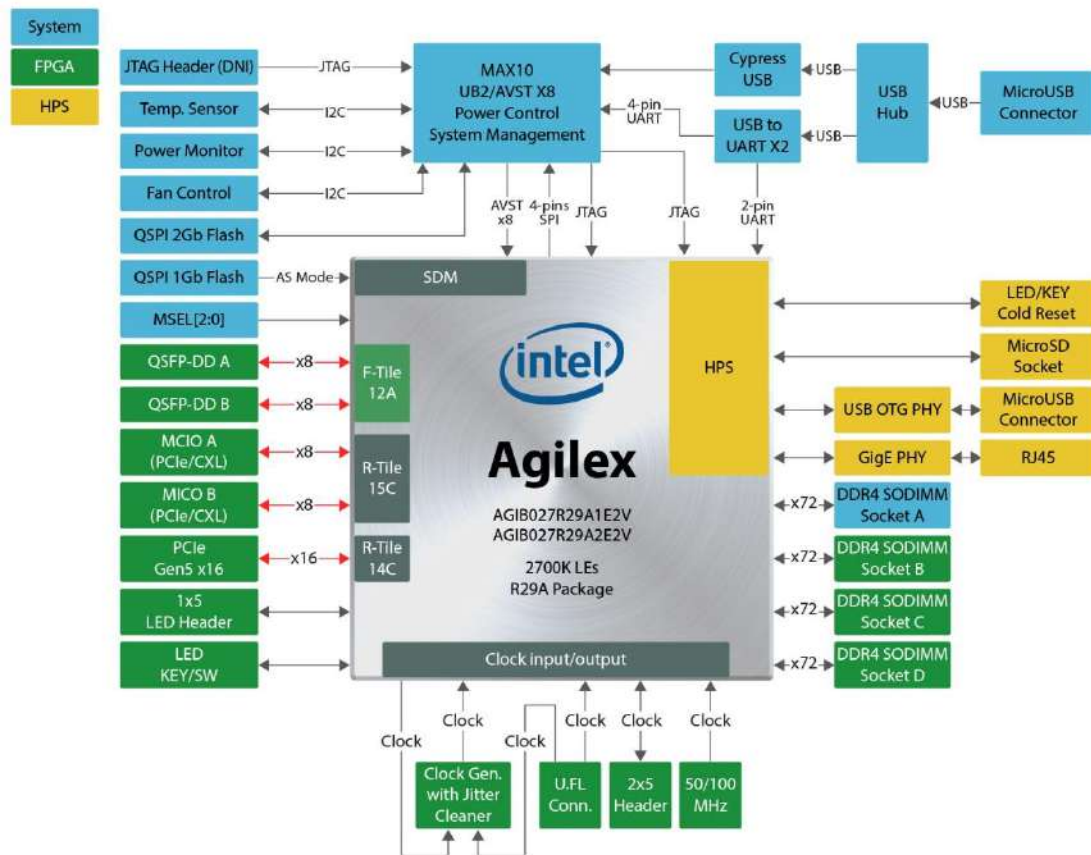 System
FPGA
HPS
JTAG Header (DNI)
JTAG
Temp. Sensor
I2C
Power Monitor
I2C
Fan Control
I2C
QSPI 2Gb Flash
QSPI 1Gb Flash
AS Mode
MSEL[2:0]
MAX10
UB2/AVST X8
Power Control
System Management
4-pin
UART
Cypress
USB
USB
USB to
UART X2
USB
USB
Hub
USB
MicroUSB
Connector
AVST
x8
4-pins
SPI
JTAG
JTAG
2-pin
UART
SDM
HPS
QSFP-DD A
x8
QSFP-DD B
x8
F-Tile
12A
MCIO A
(PCIe/CXL)
x8
MICO B
(PCIe/CXL)
x8
R-Tile
15C
PCIe
Gen5 x16
x16
R-Tile
14C
1x5
LED Header
LED
KEY/SW
intel®
Agilex
AGIB027R29A1E2V
AGIB027R29A2E2V
2700K LEs
R29A Package
Clock input/output
LED/KEY
Cold Reset
MicroSD
Socket
USB OTG PHY
MicroUSB
Connector
GigE PHY
RJ45
x72
DDR4 SODIMM
Socket A
x72
DDR4 SODIMM
Socket B
x72
DDR4 SODIMM
Socket C
x72
DDR4 SODIMM
Socket D
Clock
Clock
Clock
Clock
Clock
Clock
Clock Gen.
with Jitter
Cleaner
U.FL
Conn.
2x5
Header
50/100
MHz